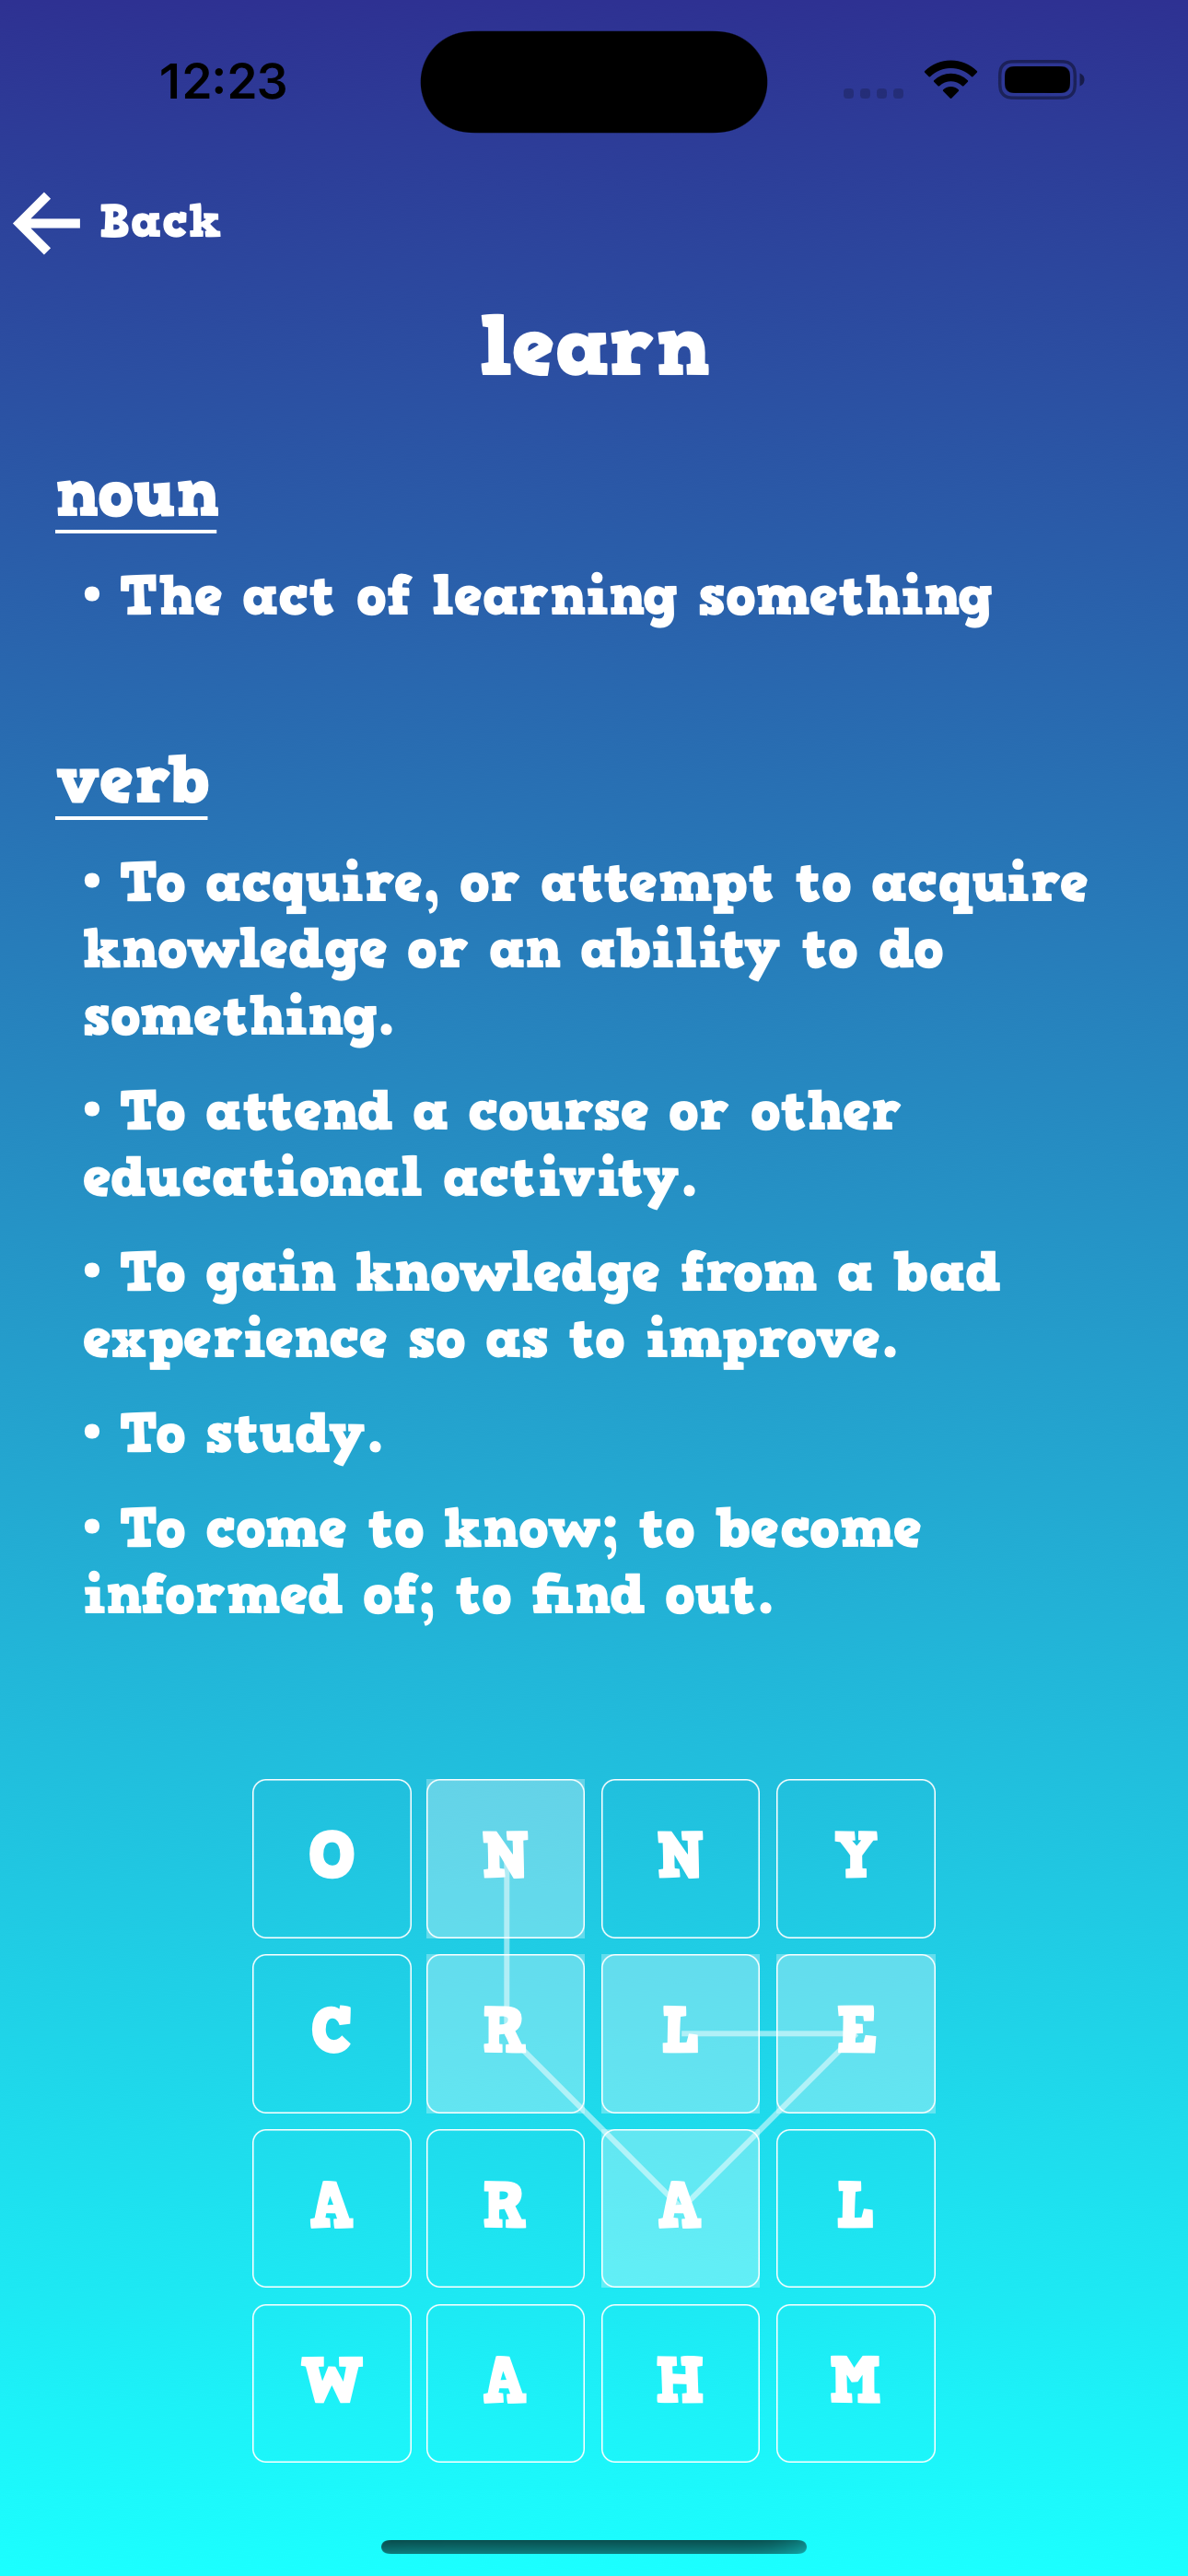 12:23
Back
learn
noun
• The act of learning something
verb
• To acquire, or attempt to acquire
knowledge or an ability to do
something.
• To attend a course or other
educational activity.
• To gain knowledge from a bad
experience so as to improve.
• To study.
• To come to know; to become
informed of; to find out.
O N N Y
C R L E
A R A L
W A H M